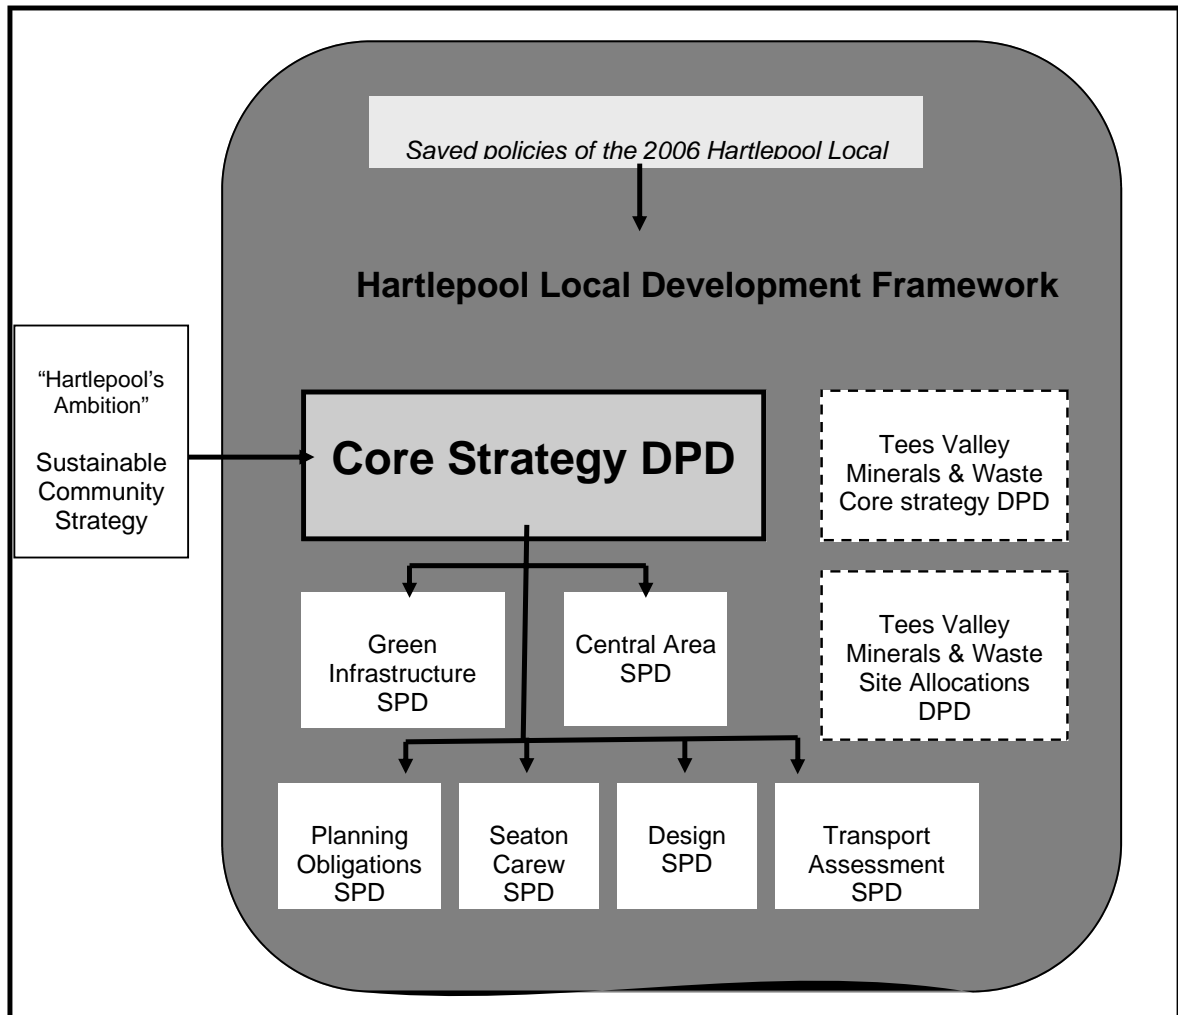 Saved policies of the 2006 Hartlepool Local
Hartlepool Local Development Framework
“Hartlepool’s
Ambition”
Sustainable
Community
Strategy
Core Strategy DPD
Tees Valley
Minerals & Waste
Core strategy DPD
Green
Infrastructure
SPD
Central Area
SPD
Tees Valley
Minerals & Waste
Site Allocations
DPD
Planning
Obligations
SPD
Seaton
Carew
SPD
Design
SPD
Transport
Assessment
SPD